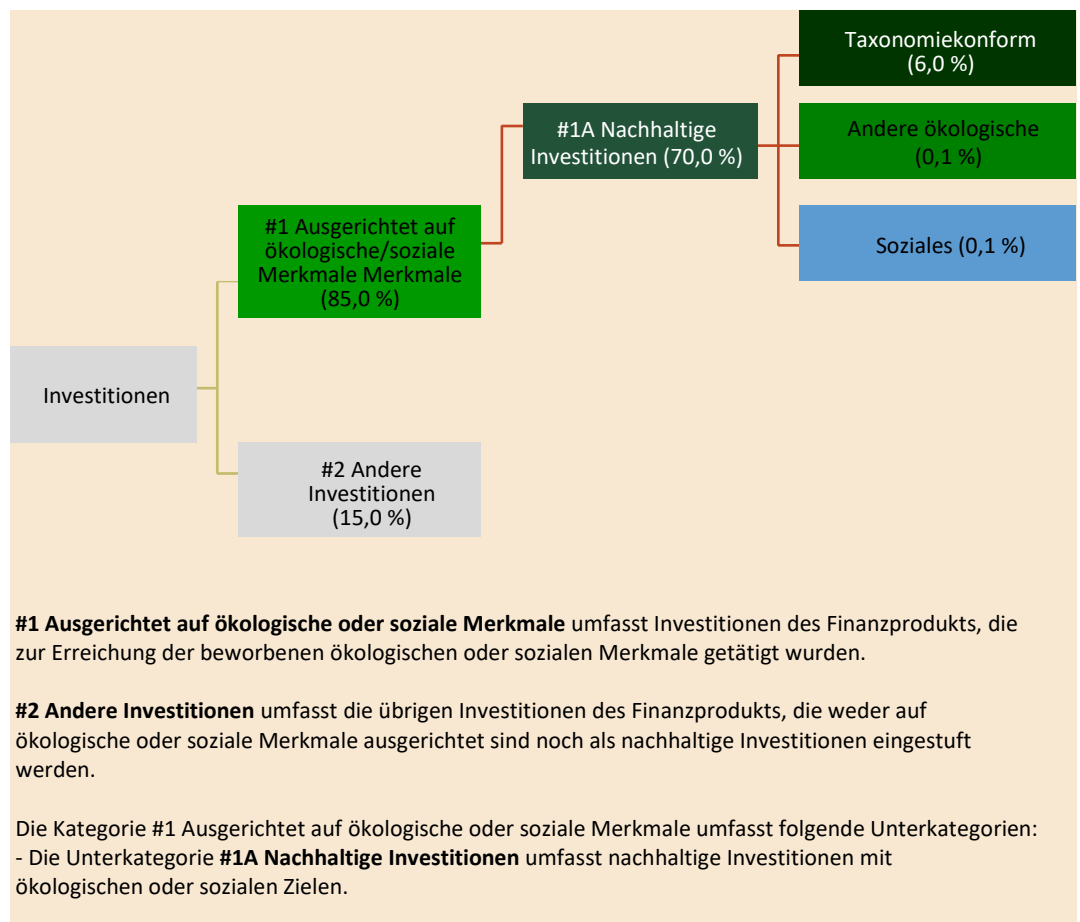 Taxonomiekonform
(6,0 %)
#1A Nachhaltige
Investitionen (70,0 %)
Andere ökologische
(0,1 %)
#1 Ausgerichtet auf
ökologische/soziale
Merkmale Merkmale
(85,0 %)
Soziales (0,1 %)
Investitionen
#2 Andere
Investitionen
(15,0 %)
#1 Ausgerichtet auf ökologische oder soziale Merkmale umfasst Investitionen des Finanzprodukts, die
zur Erreichung der beworbenen ökologischen oder sozialen Merkmale getätigt wurden.
#2 Andere Investitionen umfasst die übrigen Investitionen des Finanzprodukts, die weder auf
ökologische oder soziale Merkmale ausgerichtet sind noch als nachhaltige Investitionen eingestuft
werden.
Die Kategorie #1 Ausgerichtet auf ökologische oder soziale Merkmale umfasst folgende Unterkategorien:
- Die Unterkategorie #1A Nachhaltige Investitionen umfasst nachhaltige Investitionen mit
ökologischen oder sozialen Zielen.